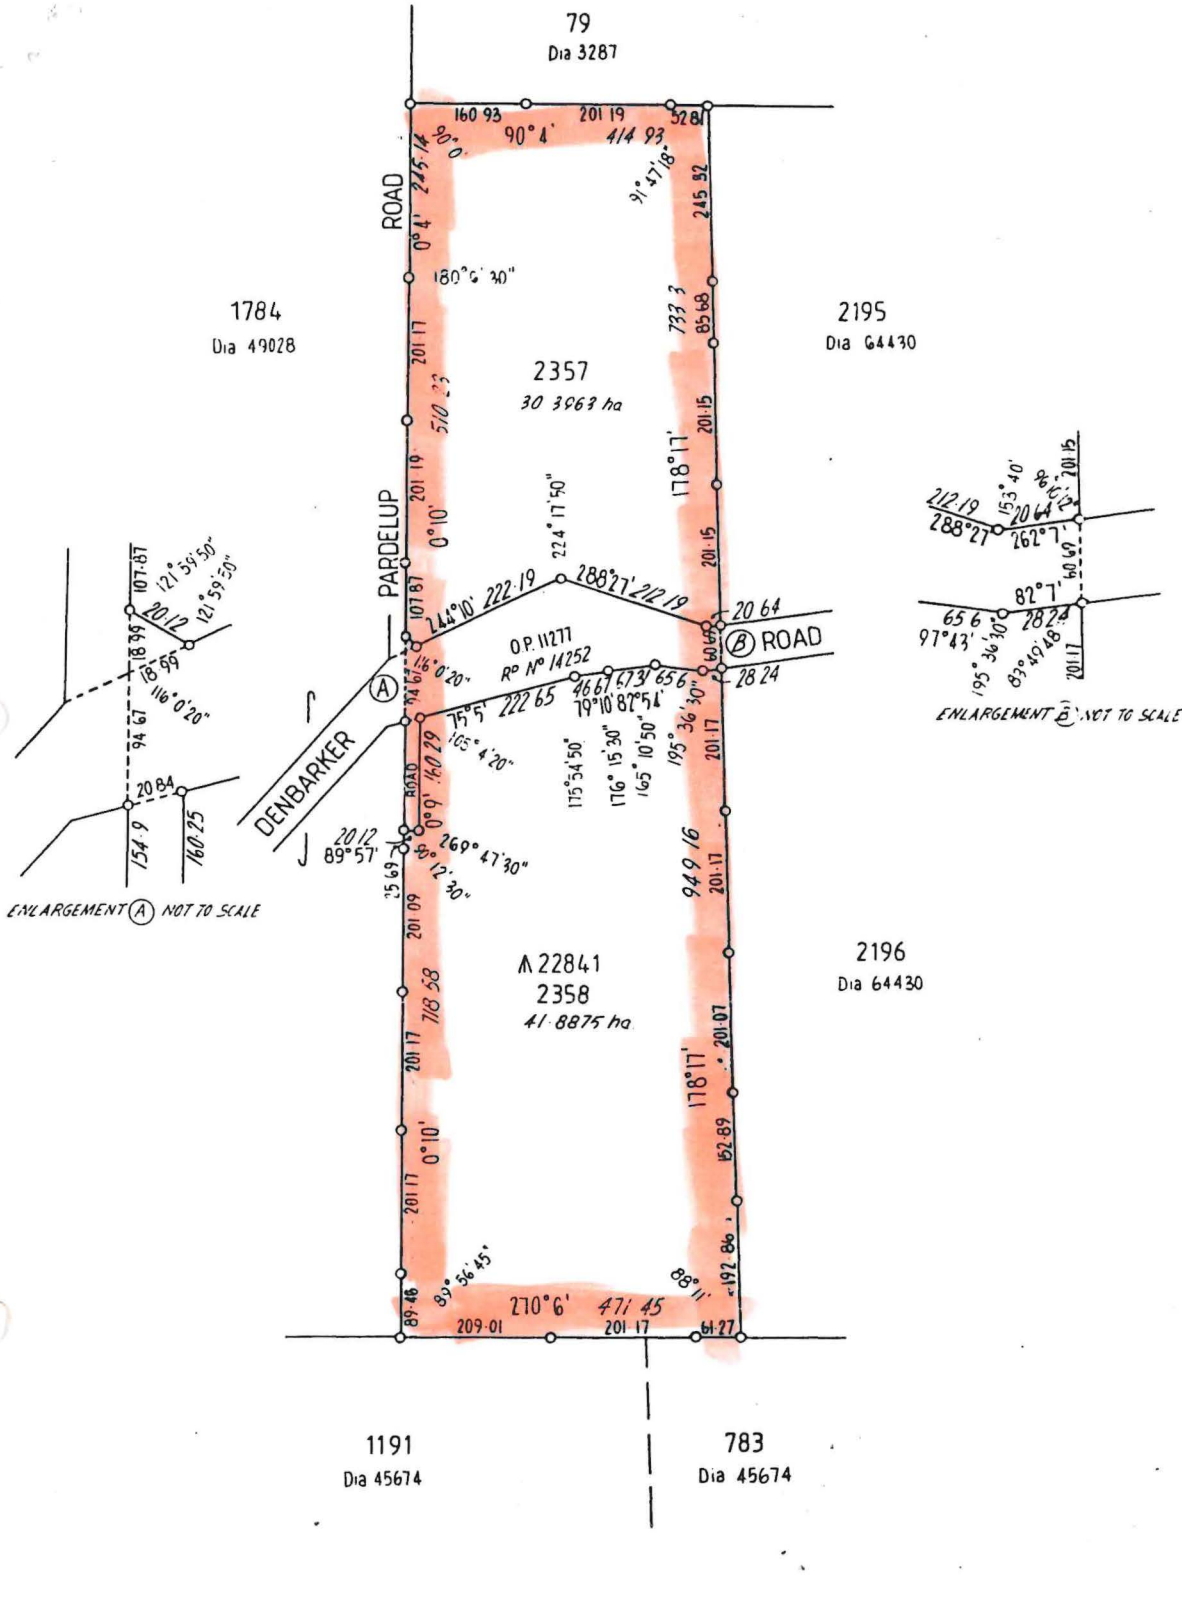 79
Dia 3287
160 93
201 19
52 81
90° 4'
414 93
90° 0'
91° 47' 18"
245·14
0° 4'
ROAD
245 32
180° 6' 30"
1784
Dia 49028
2195
Dia 64430
733 3
85 68
201 17
510 23
2357
30 3963 ha
201·15
178° 17'
201 19
0° 10'
PARDELUP
224° 17' 50"
201·15
107 87
244° 10' 222·19
288° 27' 212·19
20 64
60 69
B ROAD
28 24
O.P. 11277
Rd No 14252
116° 0' 20"
94 67
A
75° 5' 222 65
46 67
67 31
65 6
79° 10'
82° 54'
105° 4' 20"
175° 54' 50"
176° 15' 30"
165° 10' 50"
195° 36' 30"
201·17
DENBARKER
ROAD
0° 9' 160 29
20 12
89° 57'
269° 47' 30"
90° 12' 30"
25 69
949 16
201·17
201 09
718 58
22841
2358
41·8875 ha
2196
Dia 64430
201 17
201·07
178° 17'
0° 10'
152·89
201 17
192·86
89·46
89° 56' 45"
88° 11'
270° 6'
471 45
209·01
201·17
61·27
1191
Dia 45674
783
Dia 45674
107·87
121° 59' 50"
121° 59' 50"
20·12
18 99
18 99
116° 0' 20"
94 67
20 84
154·9
160·25
ENLARGEMENT A NOT TO SCALE
212·19
288° 27'
153° 40'
20 64
262° 7'
201 15
60 69
82° 7'
65 6
97° 43'
28 24
195° 36' 30"
83° 49' 48"
201·17
ENLARGEMENT B NOT TO SCALE